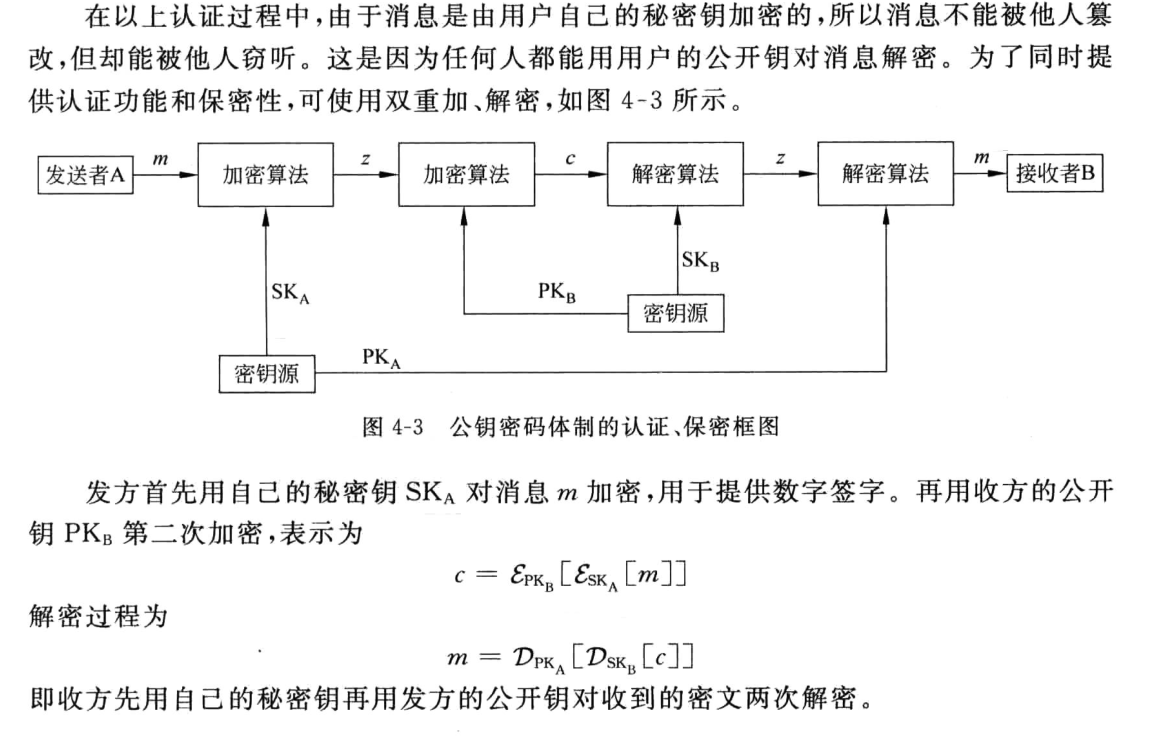 在以上认证过程中,由于消息是由用户自己的秘密钥加密的,所以消息不能被他人篡
改,但却能被他人窃听。这是因为任何人都能用用户的公开钥对消息解密。为了同时提
供认证功能和保密性,可使用双重加、解密,如图 4-3 所示。
发送者A m 加密算法 z 加密算法 c 解密算法 z 解密算法 m 接收者B
SK_A PK_B SK_B
密钥源
PK_A
密钥源
图 4-3 公钥密码体制的认证、保密框图
发方首先用自己的秘密钥 SK_A 对消息 m 加密,用于提供数字签字。再用收方的公开
钥 PK_B 第二次加密,表示为
c = ℰ_{PK_B}[ℰ_{SK_A}[m]]
解密过程为
m = 𝒟_{PK_A}[𝒟_{SK_B}[c]]
即收方先用自己的秘密钥再用发方的公开钥对收到的密文两次解密。